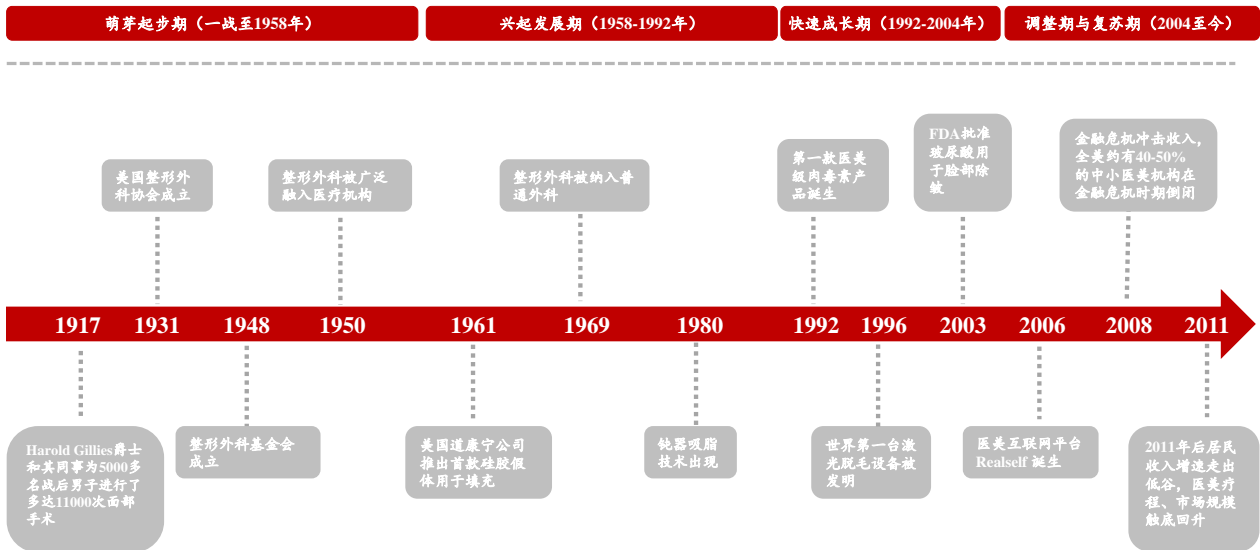 萌芽起步期（一战至1958年）
兴起发展期（1958-1992年）
快速成长期（1992-2004年）
调整期与复苏期（2004至今）
美国整形外
科协会成立
整形外科被广泛
融入医疗机构
整形外科被纳入普
通外科
第一款医美
级肉毒素产
品诞生
FDA批准
玻尿酸用
于脸部除
皱
金融危机冲击收入，
全美约有40-50%
的中小医美机构在
金融危机时期倒闭
1917
1931
1948
1950
1961
1969
1980
1992
1996
2003
2006
2008
2011
Harold Gillies爵士
和其同事为5000多
名战后男子进行了
多达11000次面部
手术
整形外科基金会
成立
美国道康宁公司
推出首款硅胶假
体用于填充
钝器吸脂
技术出现
世界第一台激
光脱毛设备被
发明
医美互联网平台
Realself 诞生
2011年后居民
收入增速走出
低谷，医美疗
程、市场规模
触底回升